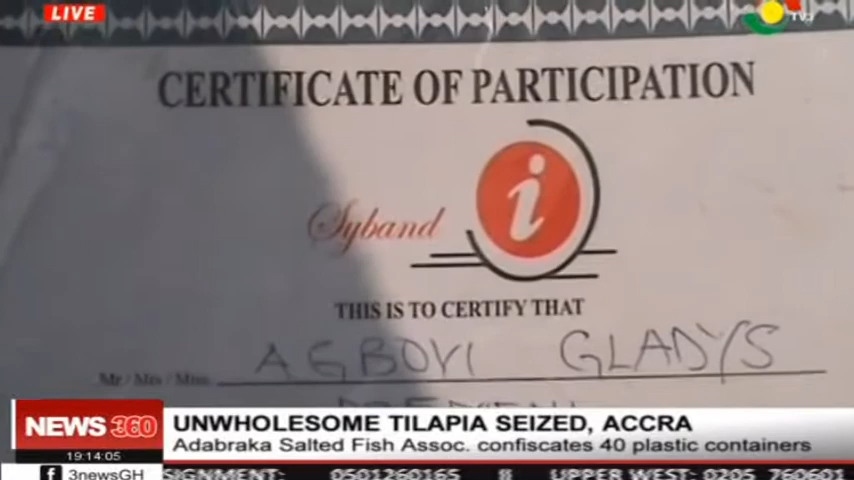 LIVE
TV3
CERTIFICATE OF PARTICIPATION
Syband
i
THIS IS TO CERTIFY THAT
Mr / Mrs / Miss AGBOVI GLADYS
NEWS 360
UNWHOLESOME TILAPIA SEIZED, ACCRA
Adabraka Salted Fish Assoc. confiscates 40 plastic containers
19:14:05
3newsGH
SIGNMENT: 0501260165 || UPPER WEST: 0205 760601